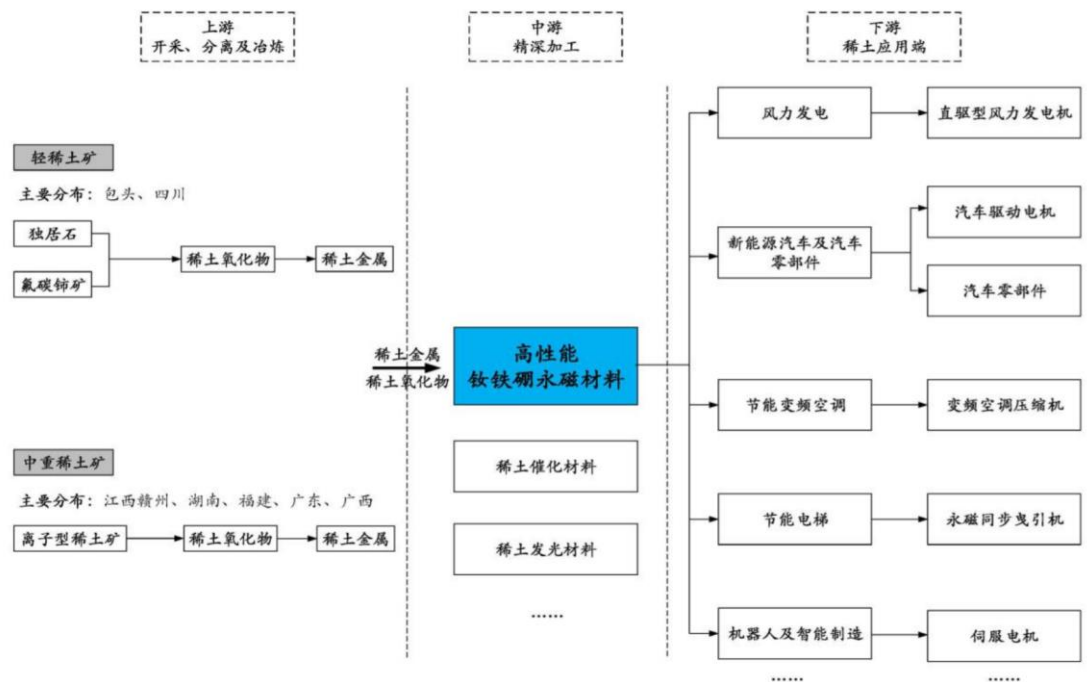 上游
开采、分离及冶炼
中游
精深加工
下游
稀土应用端
轻稀土矿
主要分布：包头、四川
独居石
氟碳铈矿
稀土氧化物
稀土金属
中重稀土矿
主要分布：江西赣州、湖南、福建、广东、广西
离子型稀土矿
稀土氧化物
稀土金属
稀土金属
稀土氧化物
高性能
钕铁硼永磁材料
稀土催化材料
稀土发光材料
……
风力发电
直驱型风力发电机
新能源汽车及汽车
零部件
汽车驱动电机
汽车零部件
节能变频空调
变频空调压缩机
节能电梯
永磁同步曳引机
机器人及智能制造
伺服电机
……
……